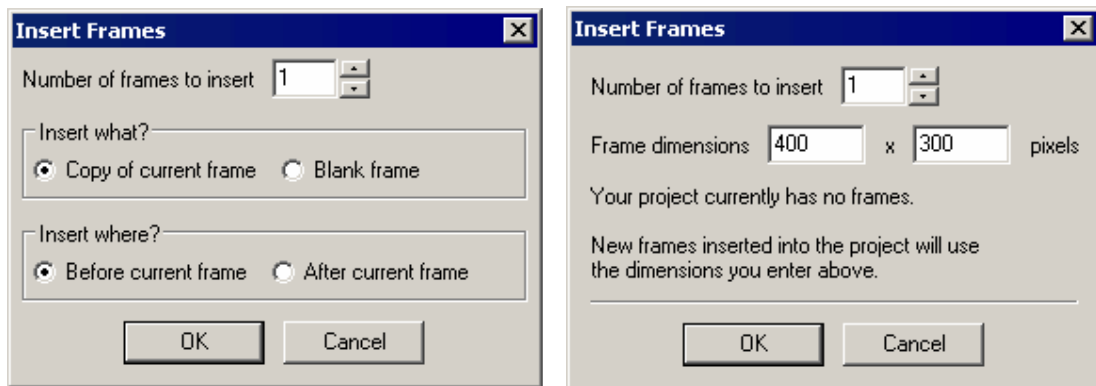 Insert Frames
Number of frames to insert 1
Insert what?
Copy of current frame Blank frame
Insert where?
Before current frame After current frame
OK Cancel
Insert Frames
Number of frames to insert 1
Frame dimensions 400 x 300 pixels
Your project currently has no frames.
New frames inserted into the project will use
the dimensions you enter above.
OK Cancel